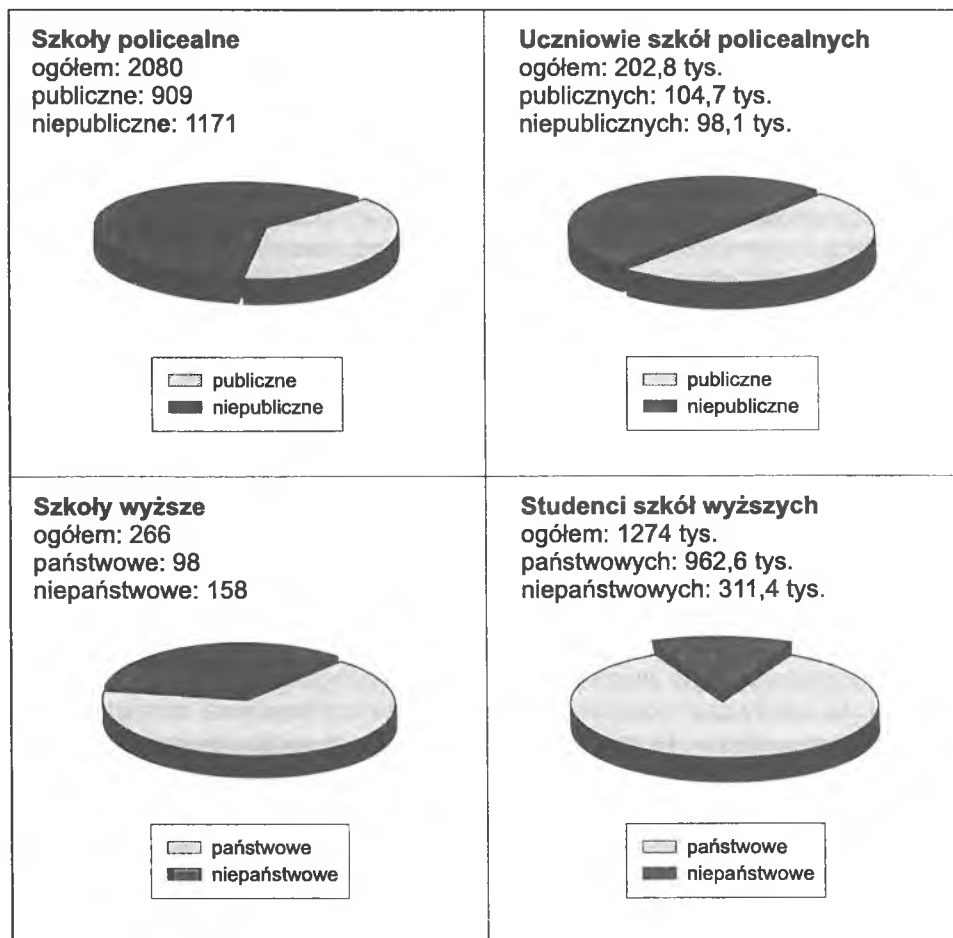 Szkoły policealne
ogółem: 2080
publiczne: 909
niepubliczne: 1171
publiczne
niepubliczne
Uczniowie szkół policealnych
ogółem: 202,8 tys.
publicznych: 104,7 tys.
niepublicznych: 98,1 tys.
publiczne
niepubliczne
Szkoły wyższe
ogółem: 266
państwowe: 98
niepaństwowe: 158
państwowe
niepaństwowe
Studenci szkół wyższych
ogółem: 1274 tys.
państwowych: 962,6 tys.
niepaństwowych: 311,4 tys.
państwowe
niepaństwowe